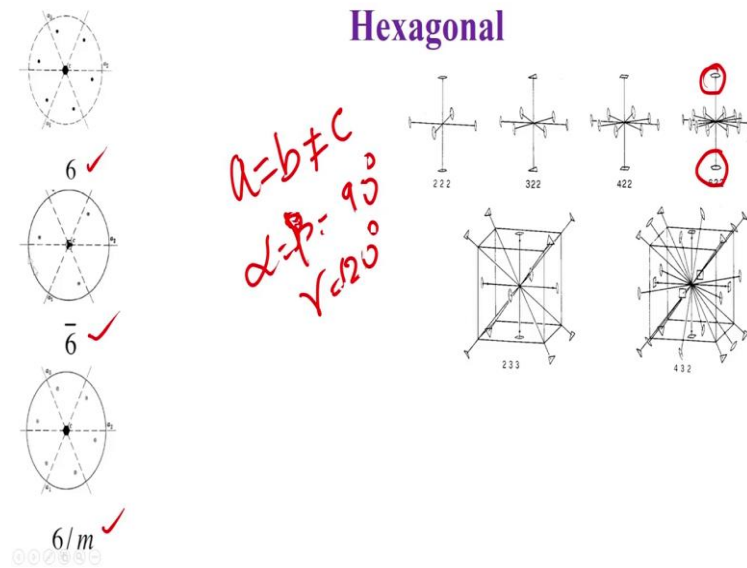 Hexagonal
6
6̅
6/m
a=b≠c
α=β= 90°
γ=120°
222
322
422
233
432